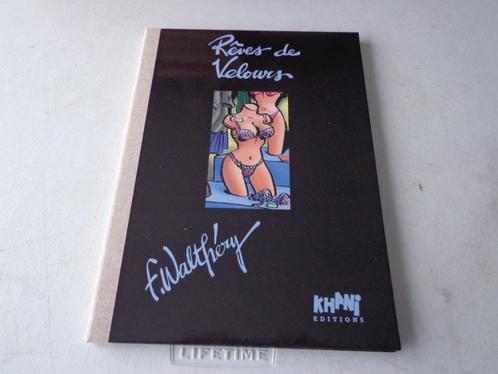 Rêves de
Velours
F. Walthéry
KHANI
EDITIONS
LIFETIME